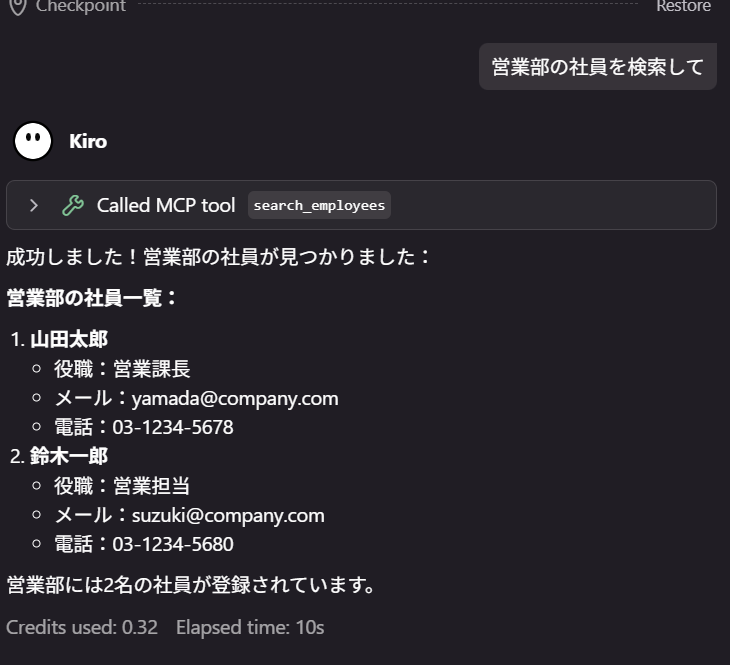 Checkpoint Restore
営業部の社員を検索して
Kiro
Called MCP tool search_employees
成功しました！営業部の社員が見つかりました：
営業部の社員一覧：
1. 山田太郎
役職：営業課長
メール：yamada@company.com
電話：03-1234-5678
2. 鈴木一郎
役職：営業担当
メール：suzuki@company.com
電話：03-1234-5680
営業部には2名の社員が登録されています。
Credits used: 0.32 Elapsed time: 10s